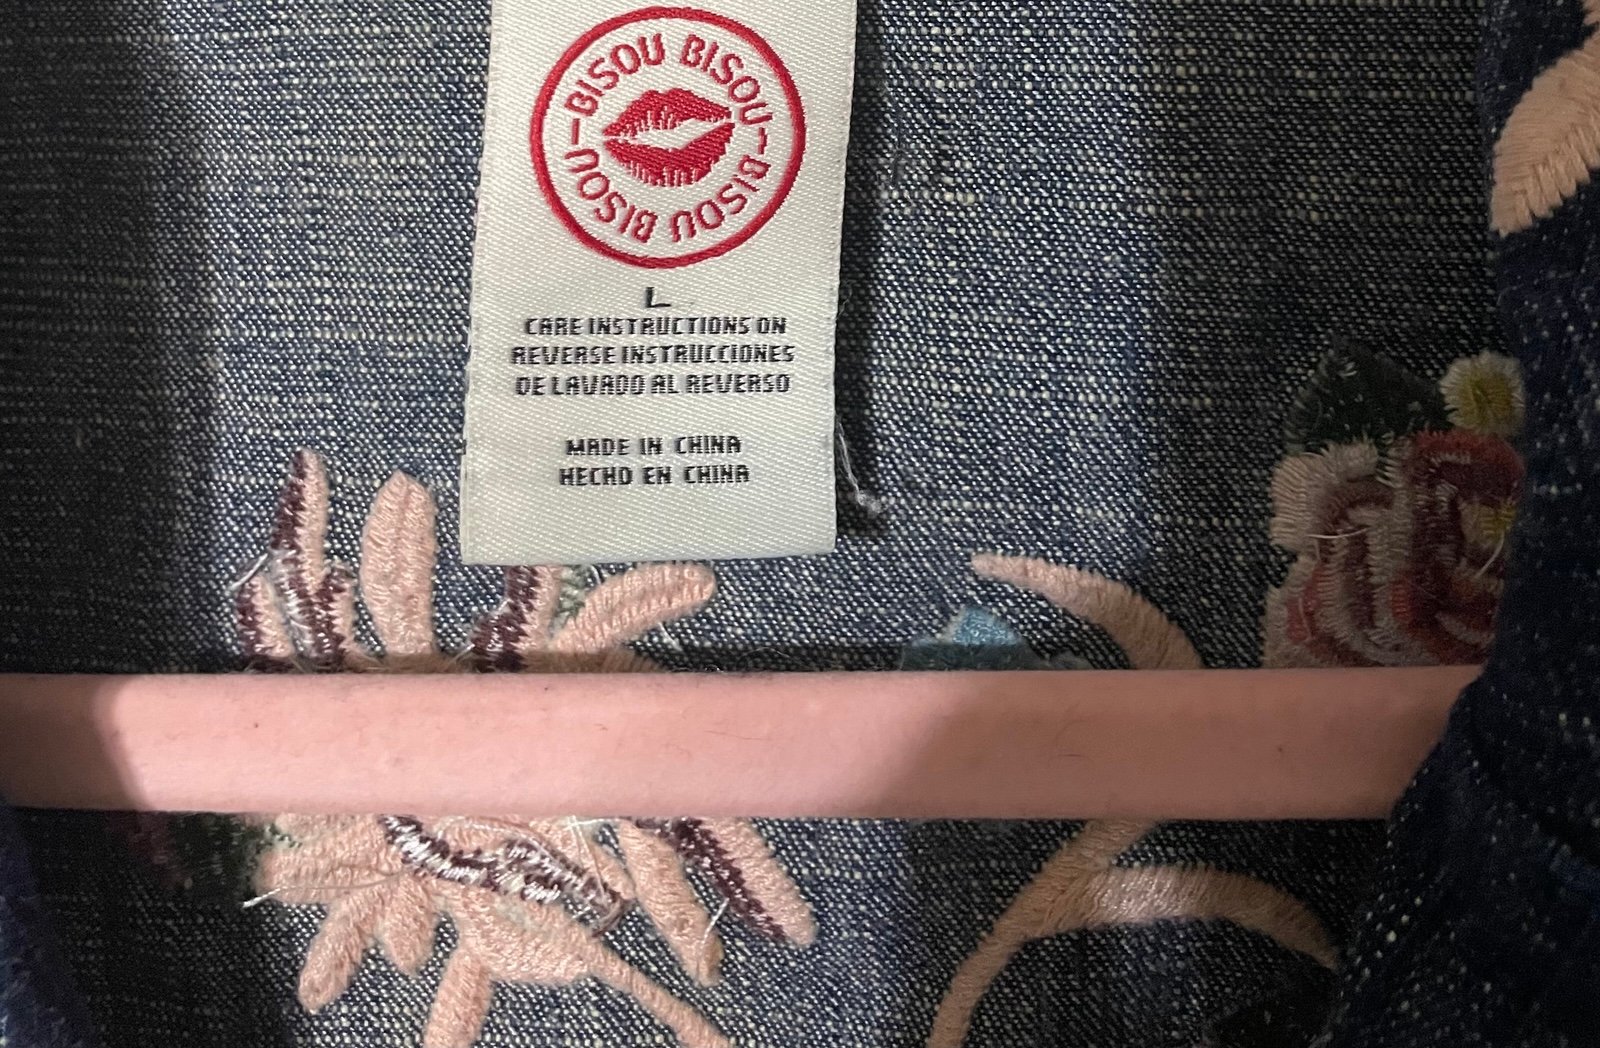 BISOU BISOU–BISOU BISOU–
L
CARE INSTRUCTIONS ON
REVERSE INSTRUCCIONES
DE LAVADO AL REVERSO
MADE IN CHINA
HECHO EN CHINA